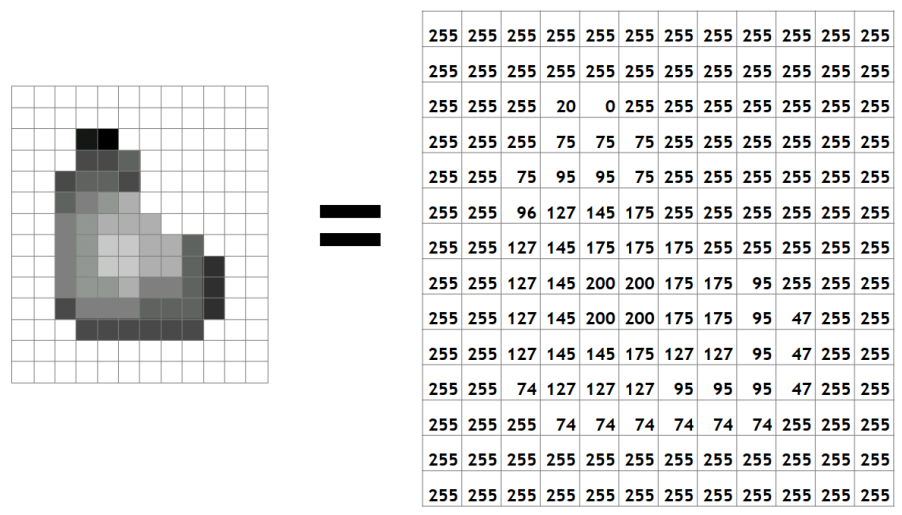 255 255 255 255 255 255 255 255 255 255 255 255
255 255 255 255 255 255 255 255 255 255 255 255
255 255 255 20 0 255 255 255 255 255 255 255
255 255 255 75 75 75 255 255 255 255 255 255
255 255 75 95 95 75 255 255 255 255 255 255
255 255 96 127 145 175 255 255 255 255 255 255
255 255 127 145 175 175 175 255 255 255 255 255
255 255 127 145 200 200 175 175 95 255 255 255
255 255 127 145 200 200 175 175 95 47 255 255
255 255 127 145 145 175 127 127 95 47 255 255
255 255 74 127 127 127 95 95 95 47 255 255
255 255 255 74 74 74 74 74 74 255 255 255
255 255 255 255 255 255 255 255 255 255 255 255
255 255 255 255 255 255 255 255 255 255 255 255